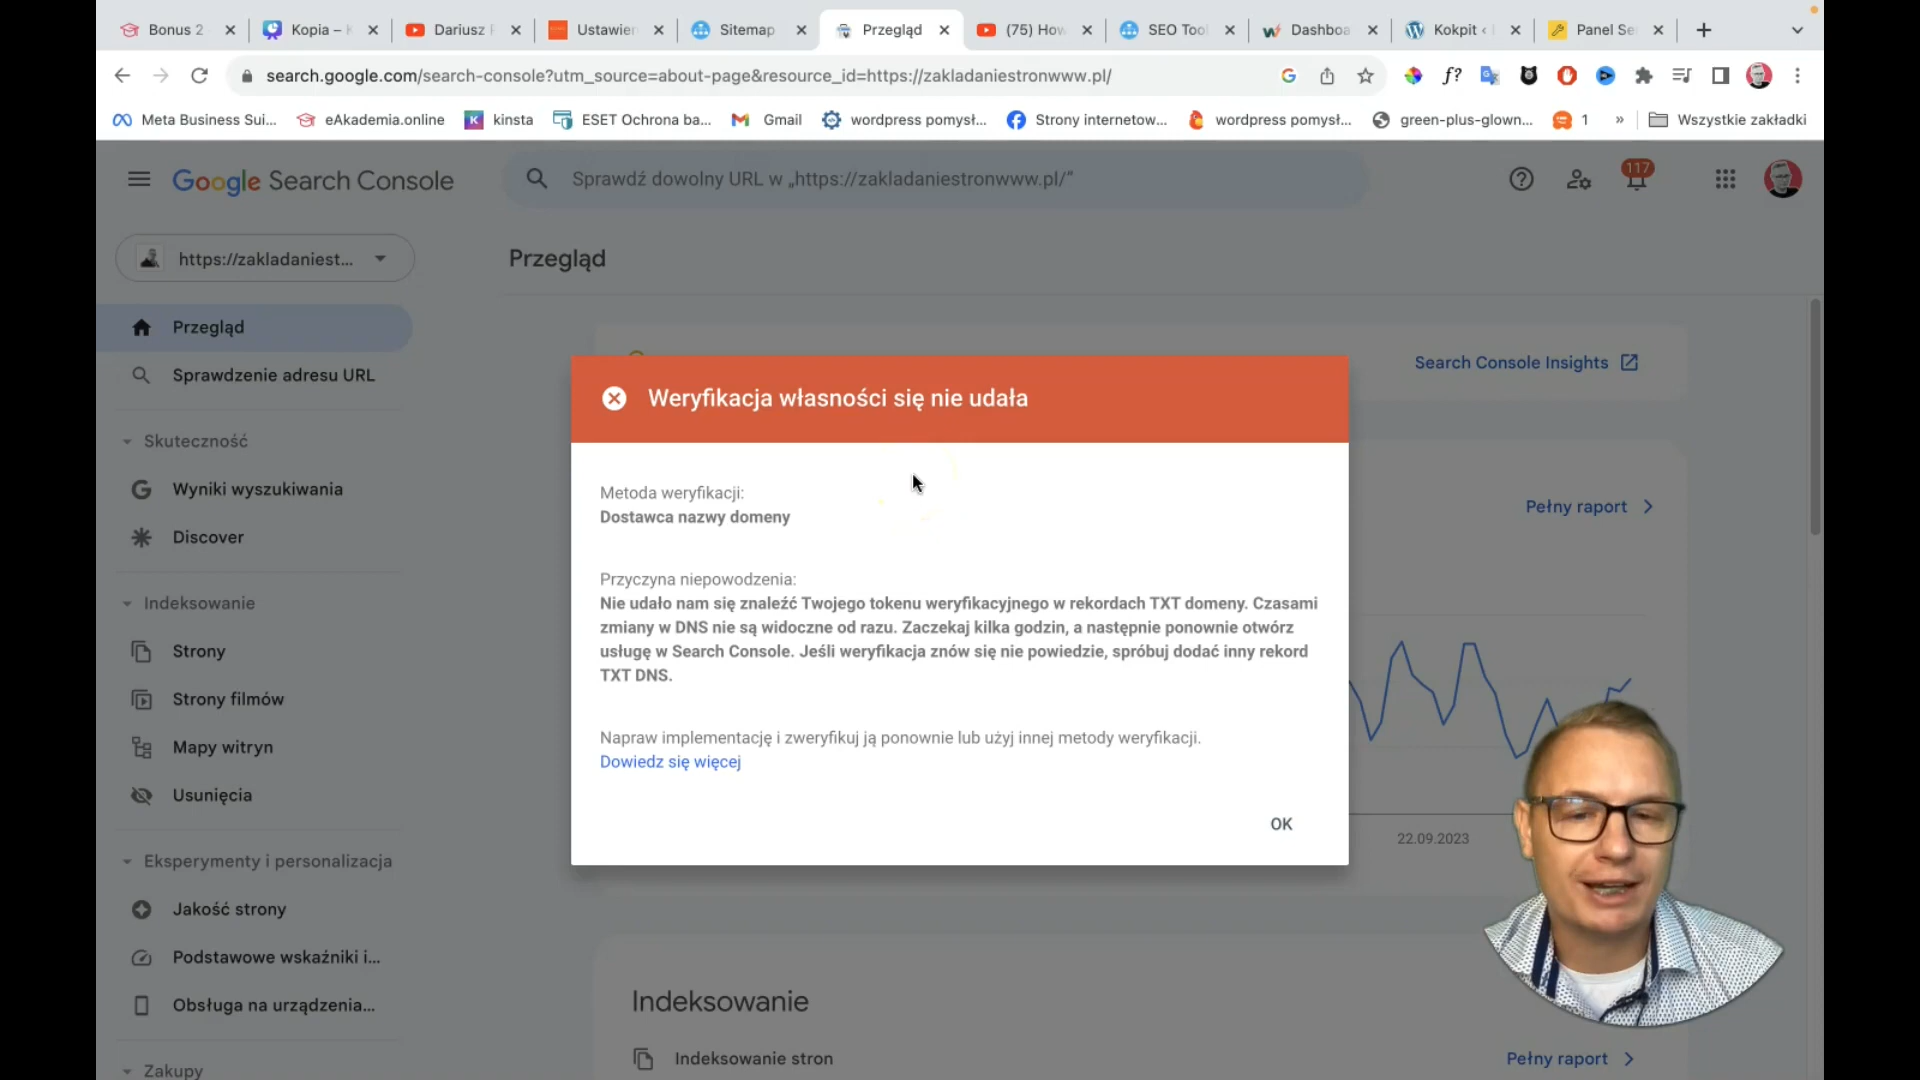 Bonus 2
Kopia –
Dariusz
Ustawien
Sitemap
Przegląd
(75) How
SEO Tool
Dashboa
Kokpit ‹
Panel Se
search.google.com/search-console?utm_source=about-page&resource_id=https://zakladaniestronwww.pl/
f?
Meta Business Sui...
eAkademia.online
kinsta
ESET Ochrona ba...
Gmail
wordpress pomysł...
Strony internetow...
wordpress pomysł...
green-plus-glown...
1
»
Wszystkie zakładki
Google Search Console
Sprawdź dowolny URL w „https://zakladaniestronwww.pl/"
117
https://zakladaniest...
Przegląd
Przegląd
Sprawdzenie adresu URL
Search Console Insights
Skuteczność
Wyniki wyszukiwania
Pełny raport
Discover
Indeksowanie
Strony
Strony filmów
Mapy witryn
Usunięcia
Eksperymenty i personalizacja
Jakość strony
Podstawowe wskaźniki i...
Obsługa na urządzenia...
Zakupy
Weryfikacja własności się nie udała
Metoda weryfikacji:
Dostawca nazwy domeny
Przyczyna niepowodzenia:
Nie udało nam się znaleźć Twojego tokenu weryfikacyjnego w rekordach TXT domeny. Czasami
zmiany w DNS nie są widoczne od razu. Zaczekaj kilka godzin, a następnie ponownie otwórz
usługę w Search Console. Jeśli weryfikacja znów się nie powiedzie, spróbuj dodać inny rekord
TXT DNS.
Napraw implementację i zweryfikuj ją ponownie lub użyj innej metody weryfikacji.
Dowiedz się więcej
OK
22.09.2023
Indeksowanie
Indeksowanie stron
Pełny raport